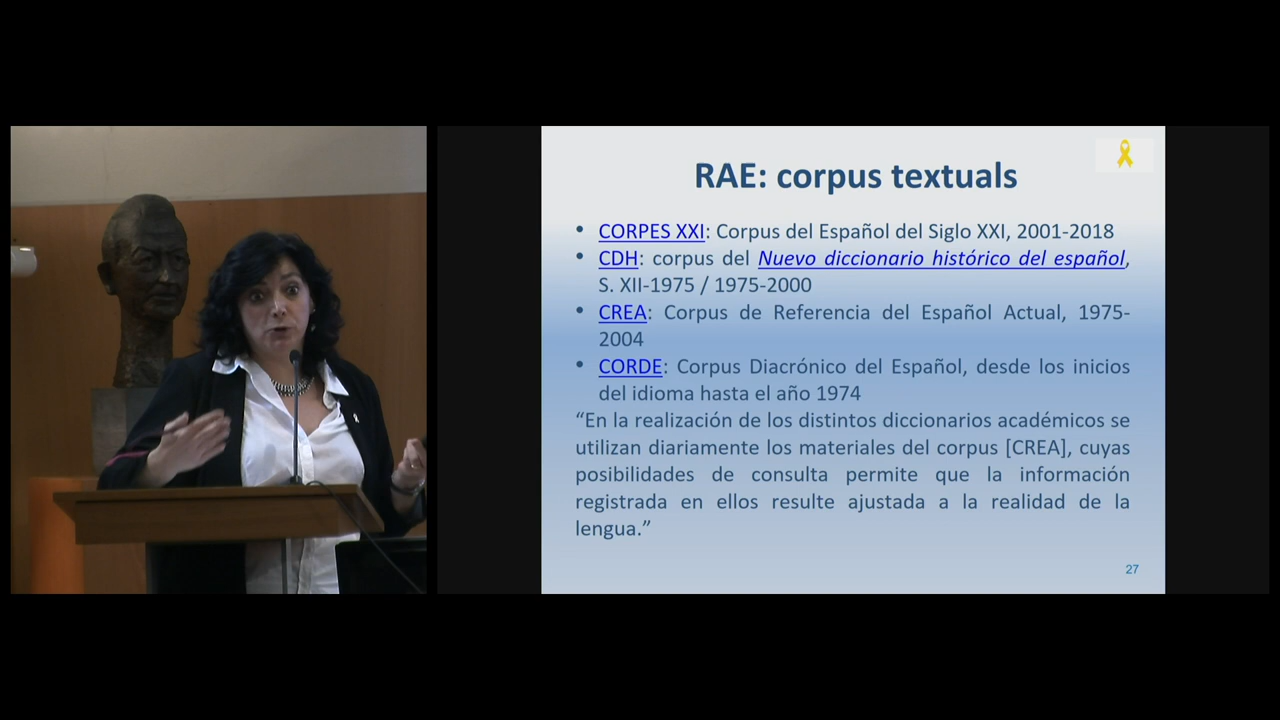 RAE: corpus textuals
• CORPES XXI: Corpus del Español del Siglo XXI, 2001-2018
• CDH: corpus del Nuevo diccionario histórico del español,
S. XII-1975 / 1975-2000
• CREA: Corpus de Referencia del Español Actual, 1975-
2004
• CORDE: Corpus Diacrónico del Español, desde los inicios
del idioma hasta el año 1974
“En la realización de los distintos diccionarios académicos se
utilizan diariamente los materiales del corpus [CREA], cuyas
posibilidades de consulta permite que la información
registrada en ellos resulte ajustada a la realidad de la
lengua.”
27